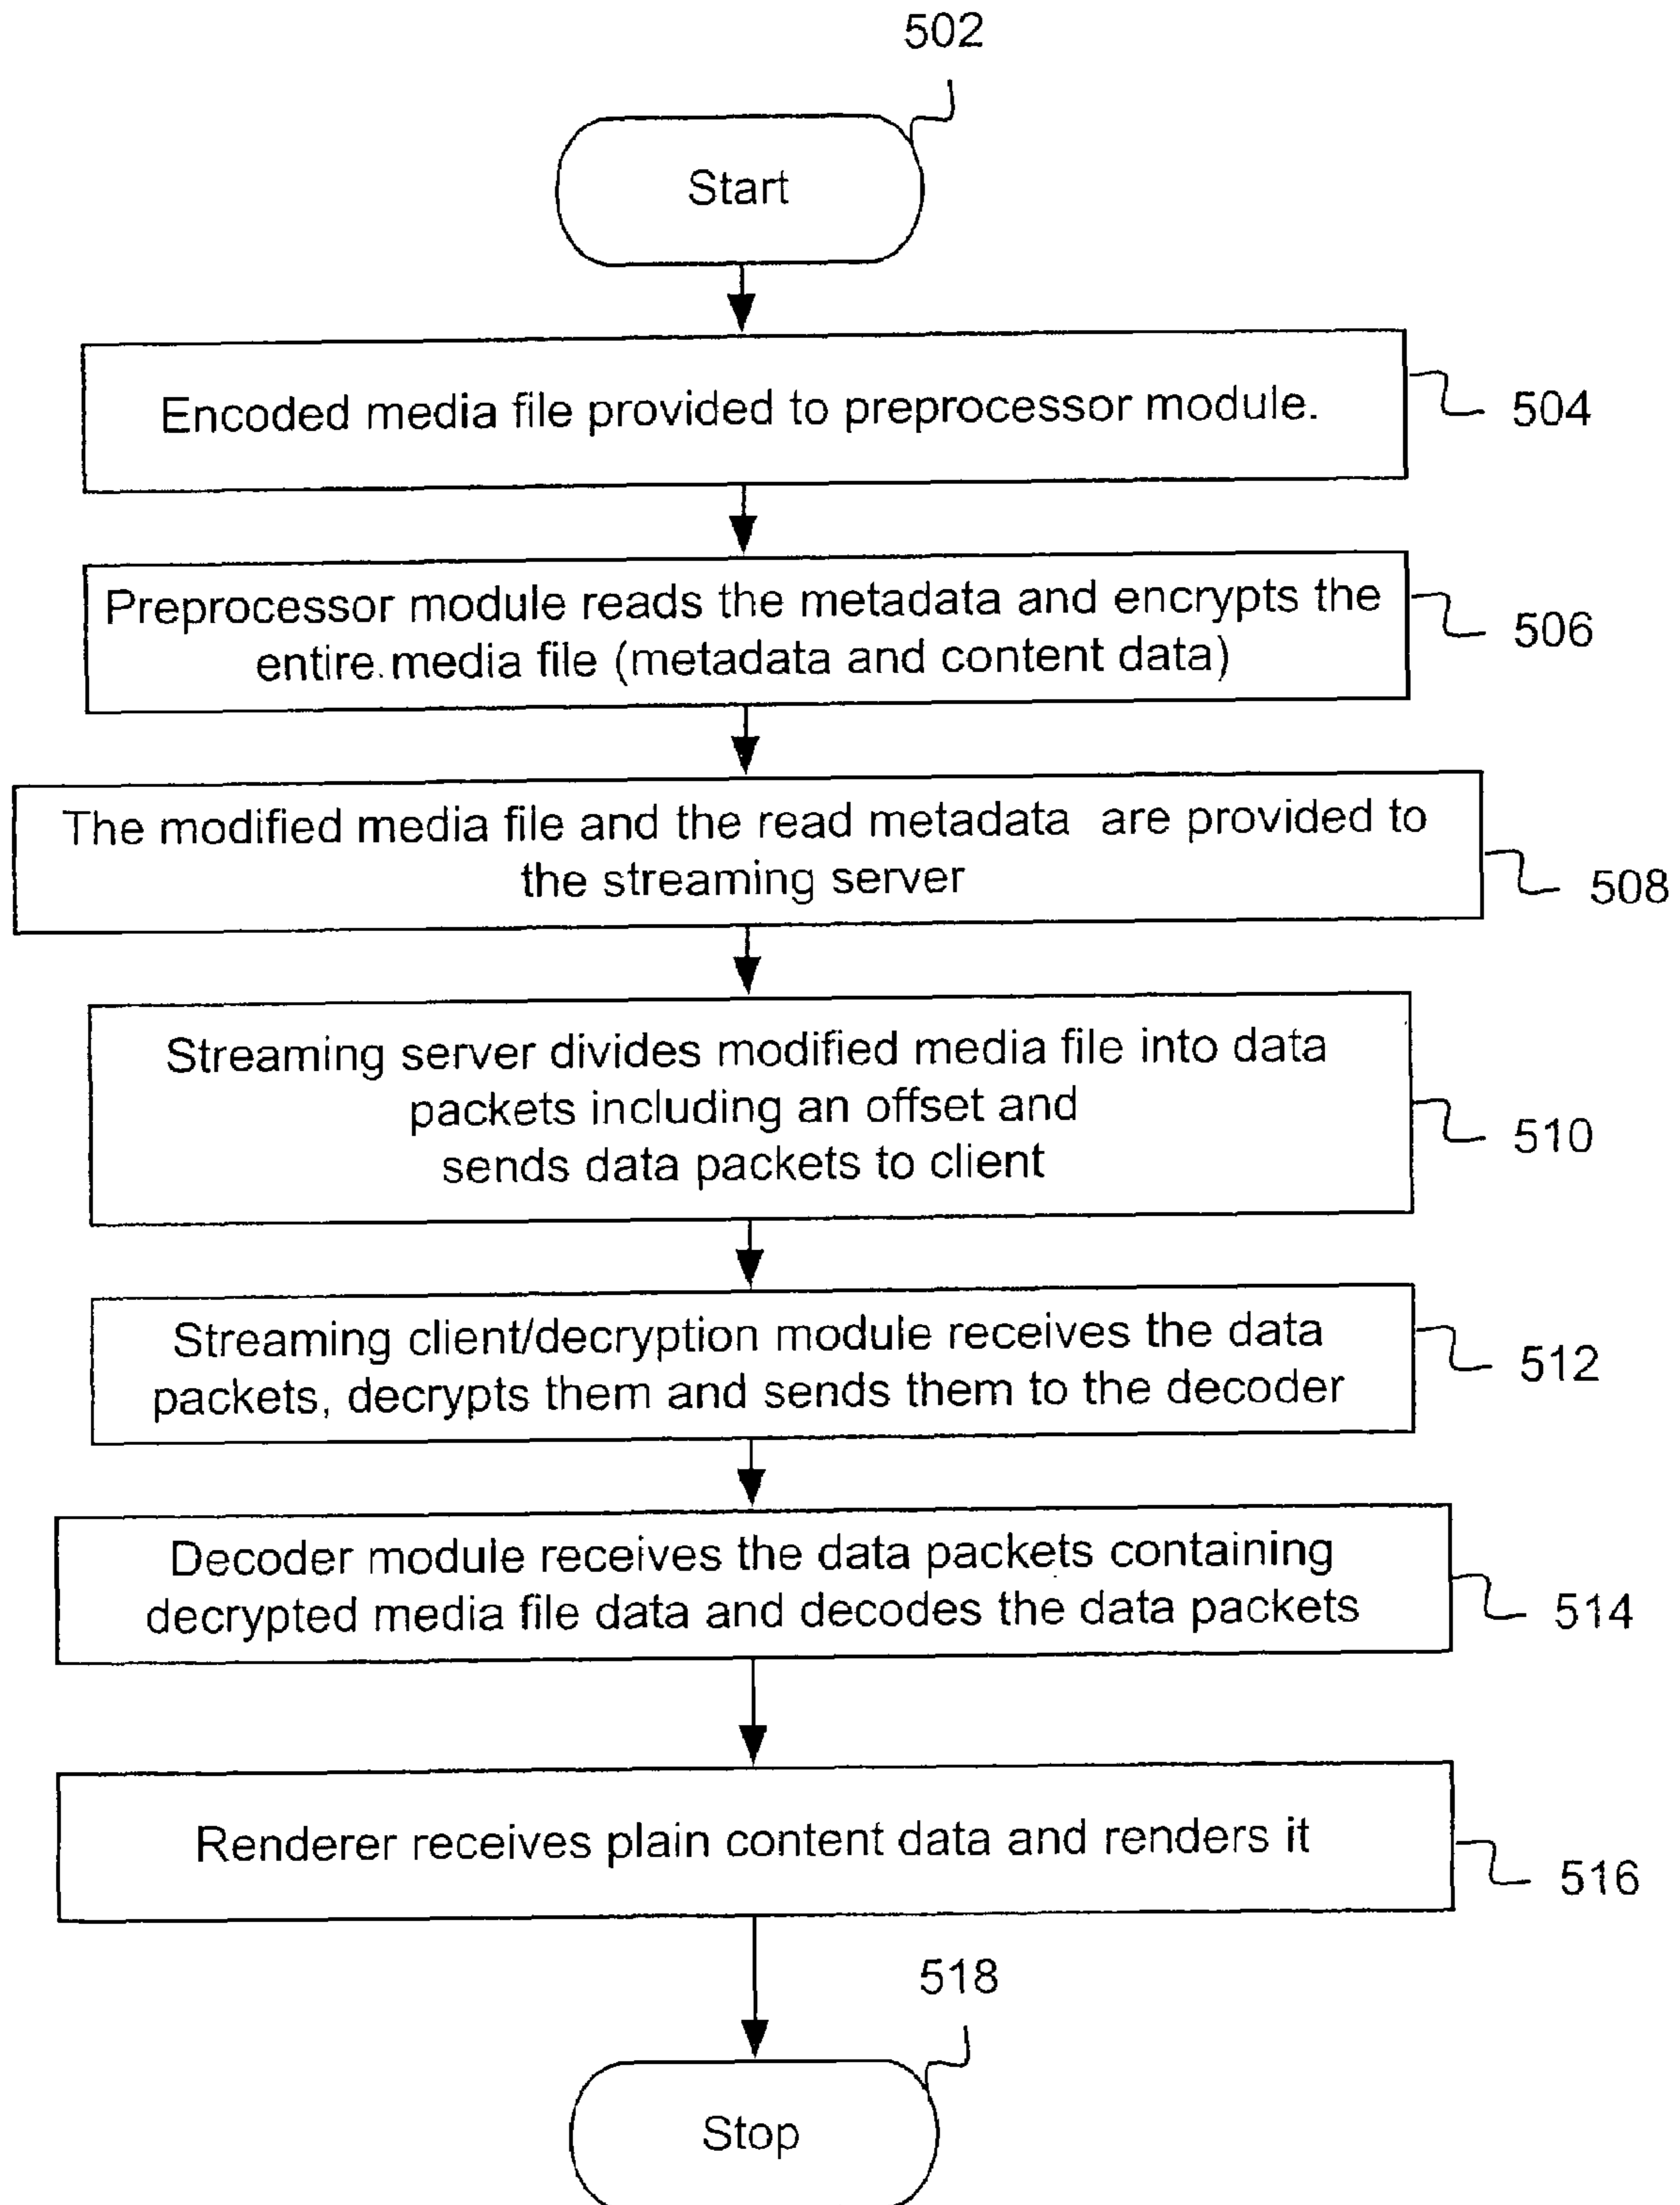 502
Start
Encoded media file provided to preprocessor module.
504
Preprocessor module reads the metadata and encrypts the
entire media file (metadata and content data)
506
The modified media file and the read metadata are provided to
the streaming server
508
Streaming server divides modified media file into data
packets including an offset and
sends data packets to client
510
Streaming client/decryption module receives the data
packets, decrypts them and sends them to the decoder
512
Decoder module receives the data packets containing
decrypted media file data and decodes the data packets
514
Renderer receives plain content data and renders it
516
518
Stop